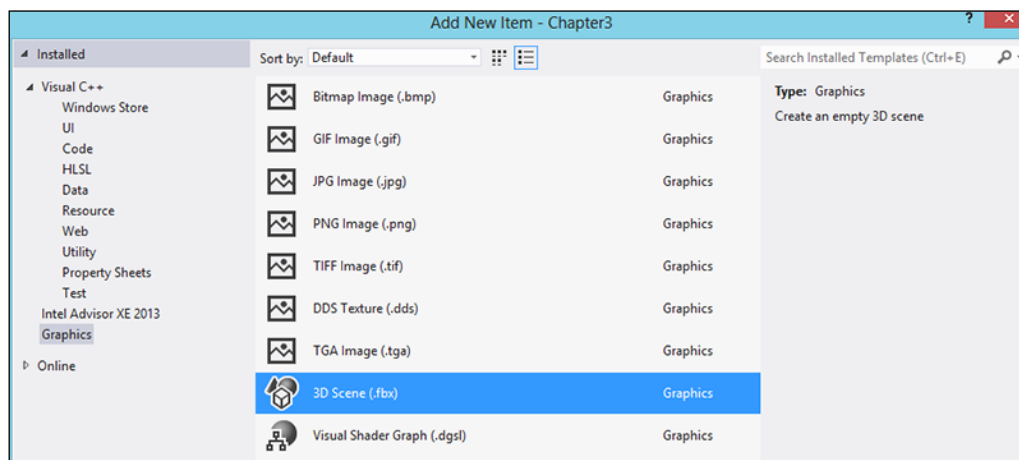 Add New Item - Chapter3
?
Installed
Sort by: Default
Search Installed Templates (Ctrl+E)
Visual C++
Windows Store
UI
Code
HLSL
Data
Resource
Web
Utility
Property Sheets
Test
Intel Advisor XE 2013
Graphics
Online
Bitmap Image (.bmp) Graphics
GIF Image (.gif) Graphics
JPG Image (.jpg) Graphics
PNG Image (.png) Graphics
TIFF Image (.tif) Graphics
DDS Texture (.dds) Graphics
TGA Image (.tga) Graphics
3D Scene (.fbx) Graphics
Visual Shader Graph (.dgsl) Graphics
Type: Graphics
Create an empty 3D scene